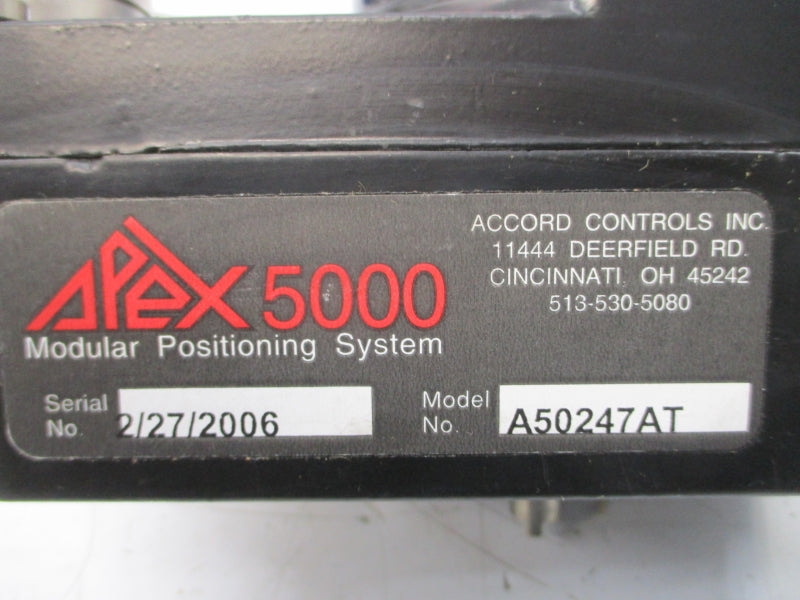 APEX 5000
Modular Positioning System
ACCORD CONTROLS INC.
11444 DEERFIELD RD.
CINCINNATI OH 45242
513-530-5080
Serial No. 2/27/2006
Model No. A50247AT